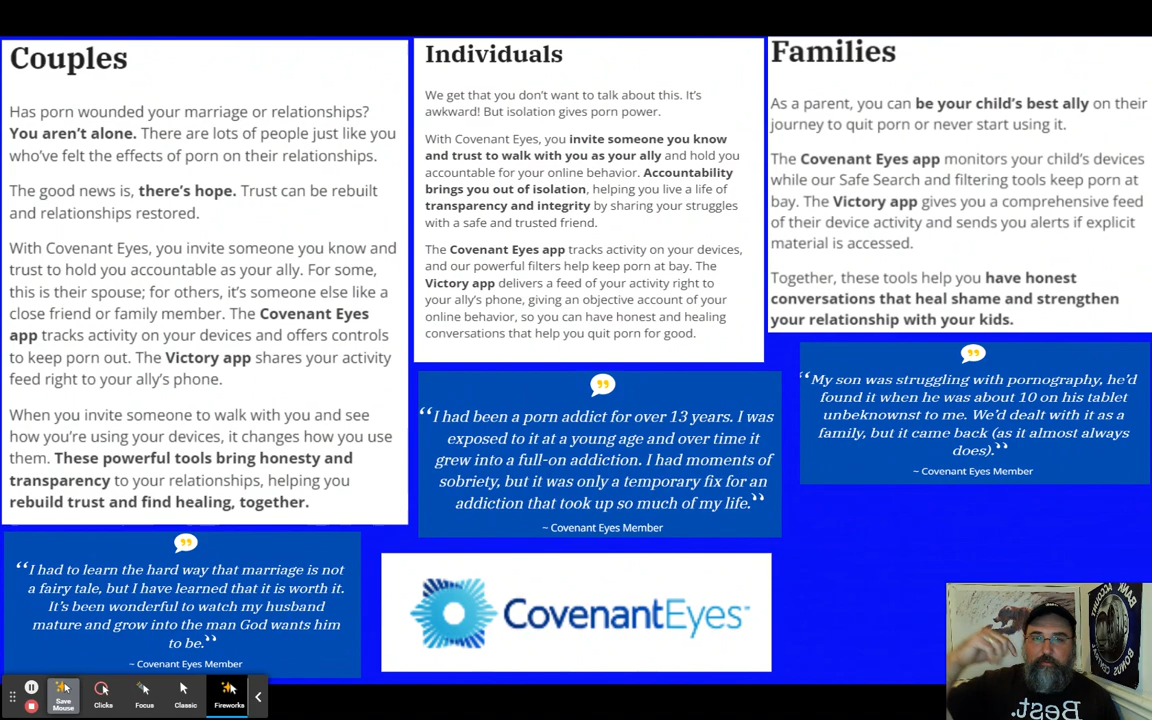 Couples
Has porn wounded your marriage or relationships?
You aren't alone. There are lots of people just like you
who've felt the effects of porn on their relationships.
The good news is, there's hope. Trust can be rebuilt
and relationships restored.
With Covenant Eyes, you invite someone you know and
trust to hold you accountable as your ally. For some,
this is their spouse; for others, it's someone else like a
close friend or family member. The Covenant Eyes
app tracks activity on your devices and offers controls
to keep porn out. The Victory app shares your activity
feed right to your ally's phone.
When you invite someone to walk with you and see
how you're using your devices, it changes how you use
them. These powerful tools bring honesty and
transparency to your relationships, helping you
rebuild trust and find healing, together.
"I had to learn the hard way that marriage is not
a fairy tale, but I have learned that it is worth it.
It's been wonderful to watch my husband
mature and grow into the man God wants him
to be."
~ Covenant Eyes Member
Individuals
We get that you don't want to talk about this. It's
awkward! But isolation gives porn power.
With Covenant Eyes, you invite someone you know
and trust to walk with you as your ally and hold you
accountable for your online behavior. Accountability
brings you out of isolation, helping you live a life of
transparency and integrity by sharing your struggles
with a safe and trusted friend.
The Covenant Eyes app tracks activity on your devices,
and our powerful filters help keep porn at bay. The
Victory app delivers a feed of your activity right to
your ally's phone, giving an objective account of your
online behavior, so you can have honest and healing
conversations that help you quit porn for good.
"I had been a porn addict for over 13 years. I was
exposed to it at a young age and over time it
grew into a full-on addiction. I had moments of
sobriety, but it was only a temporary fix for an
addiction that took up so much of my life."
~ Covenant Eyes Member
CovenantEyes™
Families
As a parent, you can be your child's best ally on their
journey to quit porn or never start using it.
The Covenant Eyes app monitors your child's devices
while our Safe Search and filtering tools keep porn at
bay. The Victory app gives you a comprehensive feed
of their device activity and sends you alerts if explicit
material is accessed.
Together, these tools help you have honest
conversations that heal shame and strengthen
your relationship with your kids.
"My son was struggling with pornography, he'd
found it when he was about 10 on his tablet
unbeknownst to me. We'd dealt with it as a
family, but it came back (as it almost always
does)."
~ Covenant Eyes Member
Save
Mouse
Clicks
Focus
Classic
Fireworks
Best.
BANK